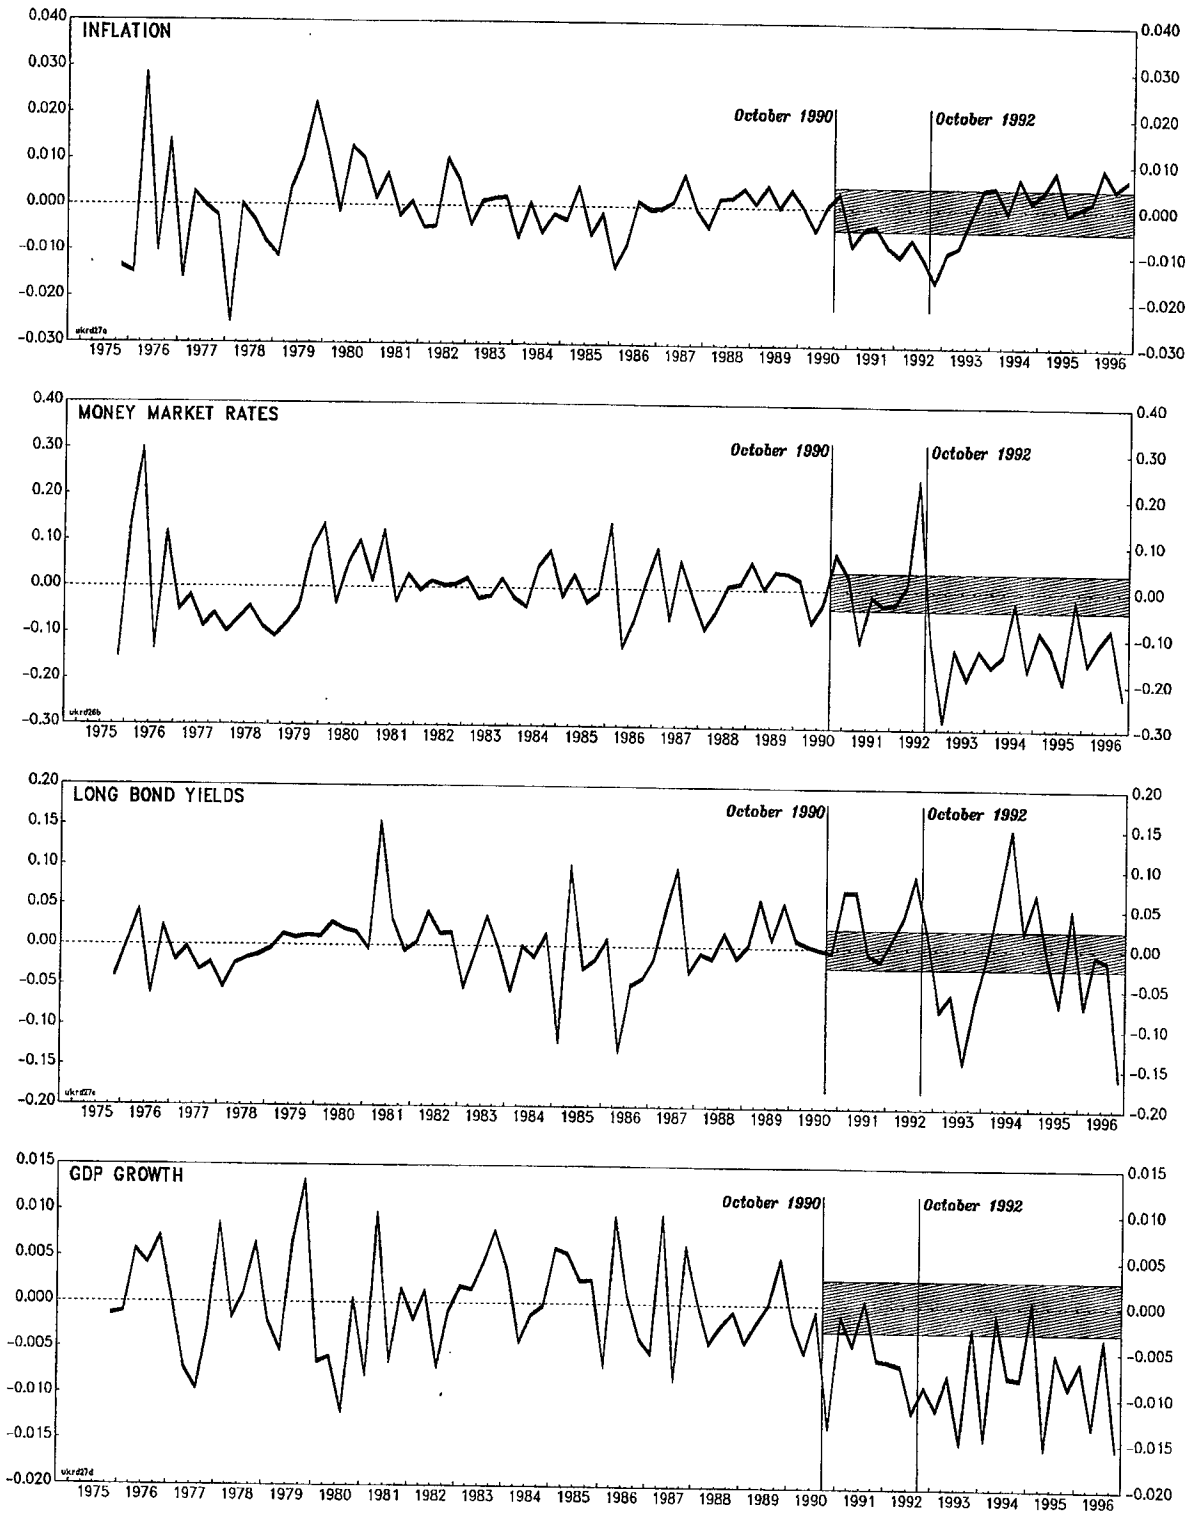 INFLATION
0.040 0.040
0.030 0.030
0.020 0.020
0.010 0.010
0.000 0.000
-0.010 -0.010
-0.020 -0.020
-0.030 -0.030
October 1990 October 1992
ukrd27a
1975 1976 1977 1978 1979 1980 1981 1982 1983 1984 1985 1986 1987 1988 1989 1990 1991 1992 1993 1994 1995 1996
MONEY MARKET RATES
0.40 0.40
0.30 0.30
0.20 0.20
0.10 0.10
0.00 0.00
-0.10 -0.10
-0.20 -0.20
-0.30 -0.30
October 1990 October 1992
ukrd26b
1975 1976 1977 1978 1979 1980 1981 1982 1983 1984 1985 1986 1987 1988 1989 1990 1991 1992 1993 1994 1995 1996
LONG BOND YIELDS
0.20 0.20
0.15 0.15
0.10 0.10
0.05 0.05
0.00 0.00
-0.05 -0.05
-0.10 -0.10
-0.15 -0.15
-0.20 -0.20
October 1990 October 1992
ukrd27c
1975 1976 1977 1978 1979 1980 1981 1982 1983 1984 1985 1986 1987 1988 1989 1990 1991 1992 1993 1994 1995 1996
GDP GROWTH
0.015 0.015
0.010 0.010
0.005 0.005
0.000 0.000
-0.005 -0.005
-0.010 -0.010
-0.015 -0.015
-0.020 -0.020
October 1990 October 1992
ukrd27d
1975 1976 1977 1978 1979 1980 1981 1982 1983 1984 1985 1986 1987 1988 1989 1990 1991 1992 1993 1994 1995 1996